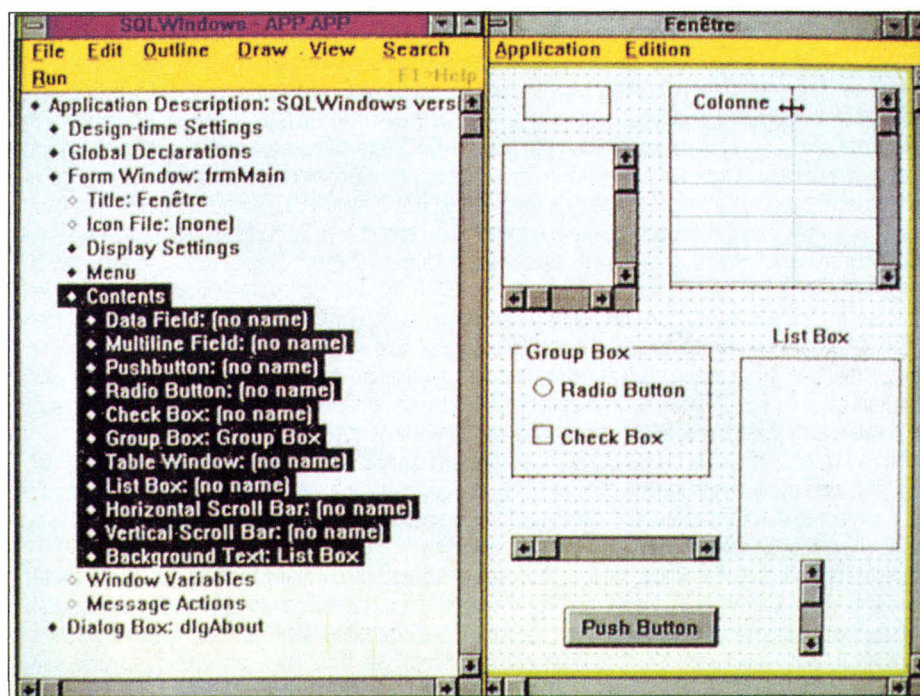 SQLWindows - APP.APP
File Edit Outline Draw View Search
Run F1=Help
Application Description: SQLWindows vers
Design-time Settings
Global Declarations
Form Window: frmMain
Title: Fenêtre
Icon File: (none)
Display Settings
Menu
Contents
Data Field: (no name)
Multiline Field: (no name)
Pushbutton: (no name)
Radio Button: (no name)
Check Box: (no name)
Group Box: Group Box
Table Window: (no name)
List Box: (no name)
Horizontal Scroll Bar: (no name)
Vertical Scroll Bar: (no name)
Background Text: List Box
Window Variables
Message Actions
Dialog Box: dlgAbout
Fenêtre
Application Edition
Colonne
List Box
Group Box
Radio Button
Check Box
Push Button